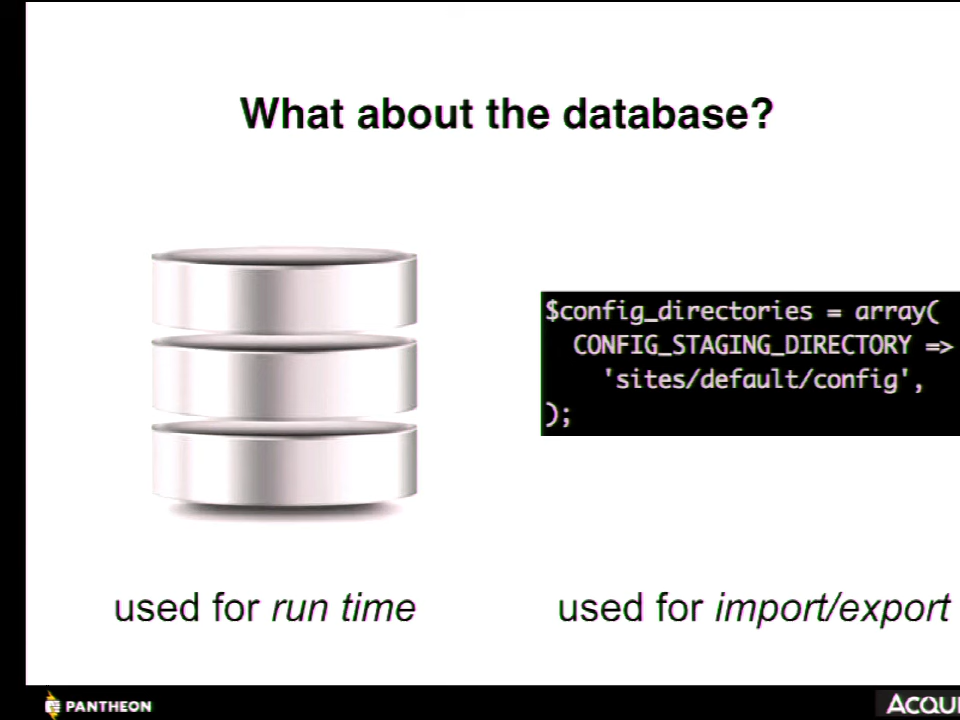 What about the database?
$config_directories = array(
CONFIG_STAGING_DIRECTORY =>
'sites/default/config',
);
used for run time
used for import/export
PANTHEON